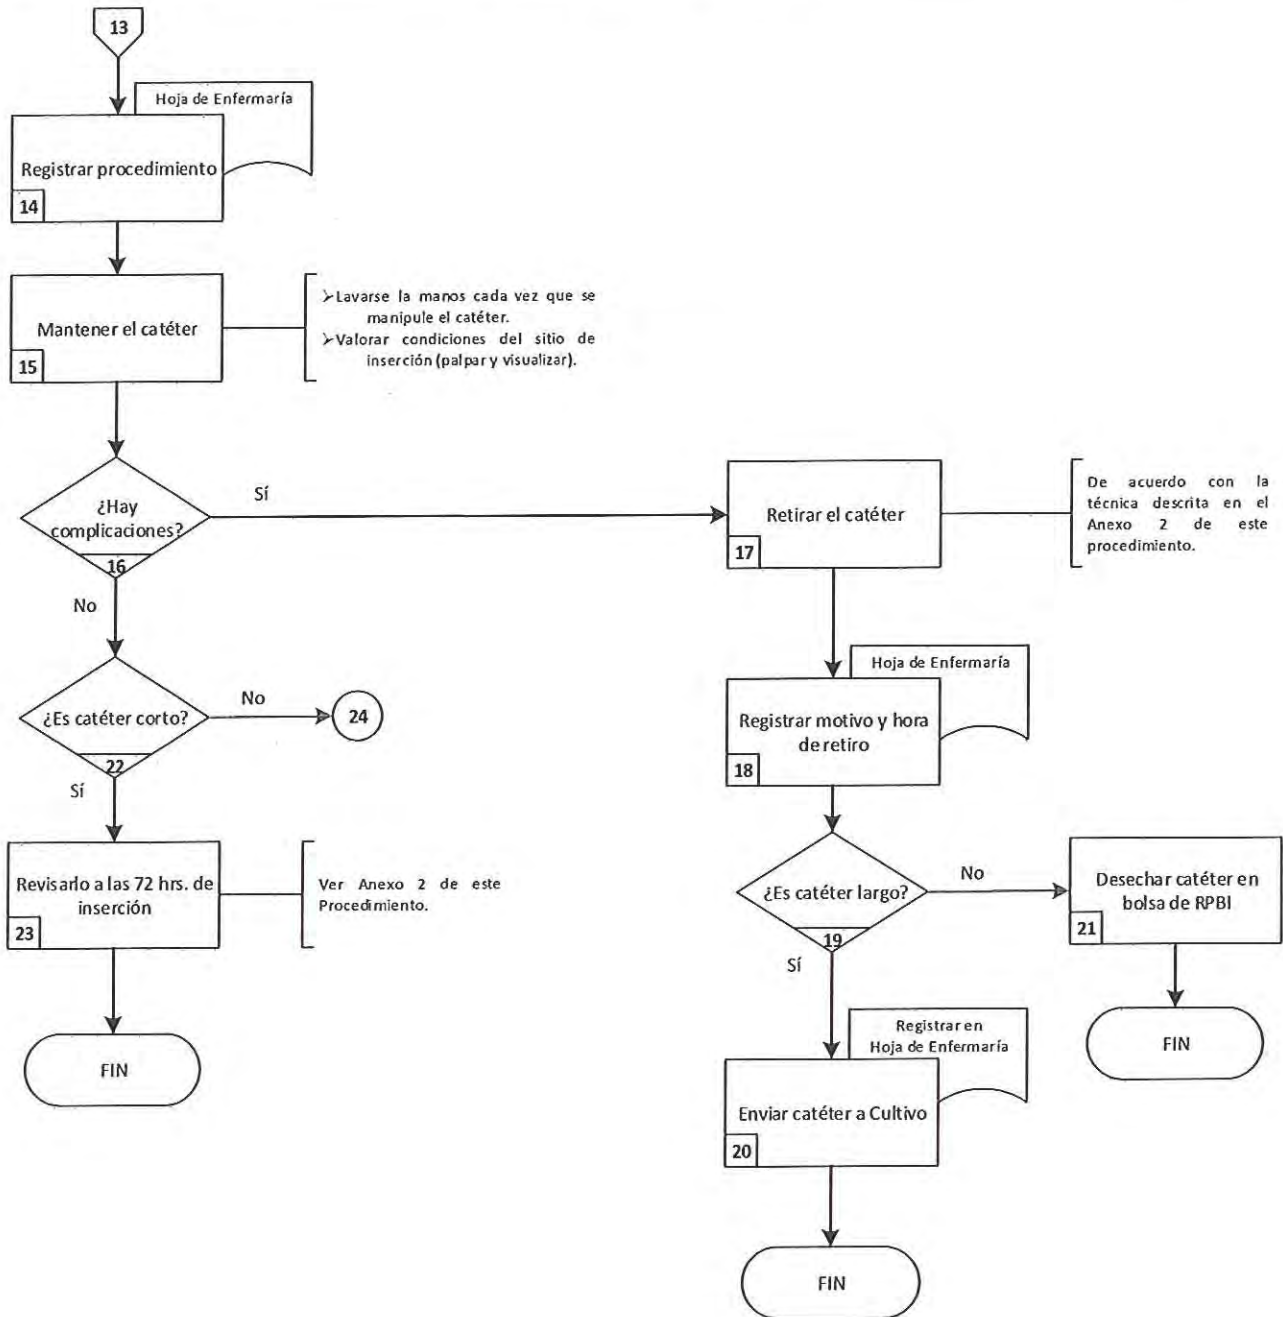 13
Hoja de Enfermaría
Registrar procedimiento
14
Mantener el catéter
15
➢Lavarse la manos cada vez que se
manipule el catéter.
➢Valorar condiciones del sitio de
inserción (palpar y visualizar).
¿Hay
complicaciones?
16
Sí
No
Retirar el catéter
17
De acuerdo con la
técnica descrita en el
Anexo 2 de este
procedimiento.
Hoja de Enfermaría
Registrar motivo y hora
de retiro
18
¿Es catéter corto?
22
No
24
Sí
Revisarlo a las 72 hrs. de
inserción
23
Ver Anexo 2 de este
Procedimiento.
FIN
¿Es catéter largo?
19
No
Desechar catéter en
bolsa de RPBI
21
FIN
Sí
Registrar en
Hoja de Enfermaría
Enviar catéter a Cultivo
20
FIN